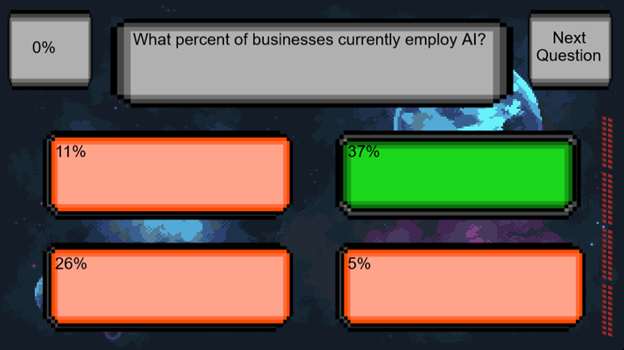 0%
What percent of businesses currently employ AI?
Next
Question
11%
37%
26%
5%